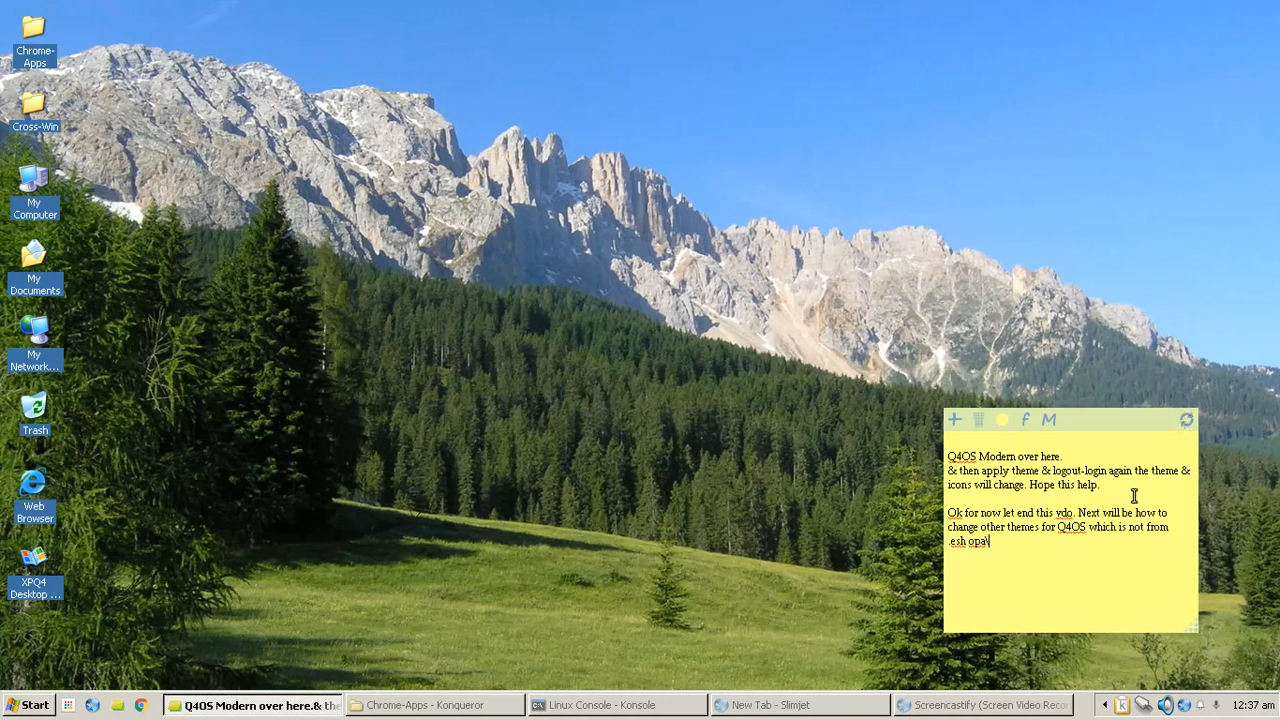 Chrome-
Apps
Cross-Win
My
Computer
My
Documents
My
Network...
Trash
Web
Browser
XPQ4
Desktop ...
f M
Q4OS Modern over here.
& then apply theme & logout-login again the theme &
icons will change. Hope this help.
Ok for now let end this vdo. Next will be how to
change other themes for Q4OS which is not from
.esh opa\
Start
Q4OS Modern over here.& the
Chrome-Apps - Konqueror
Linux Console - Konsole
New Tab - Slimjet
Screencastify (Screen Video Recor
k
12:37 am